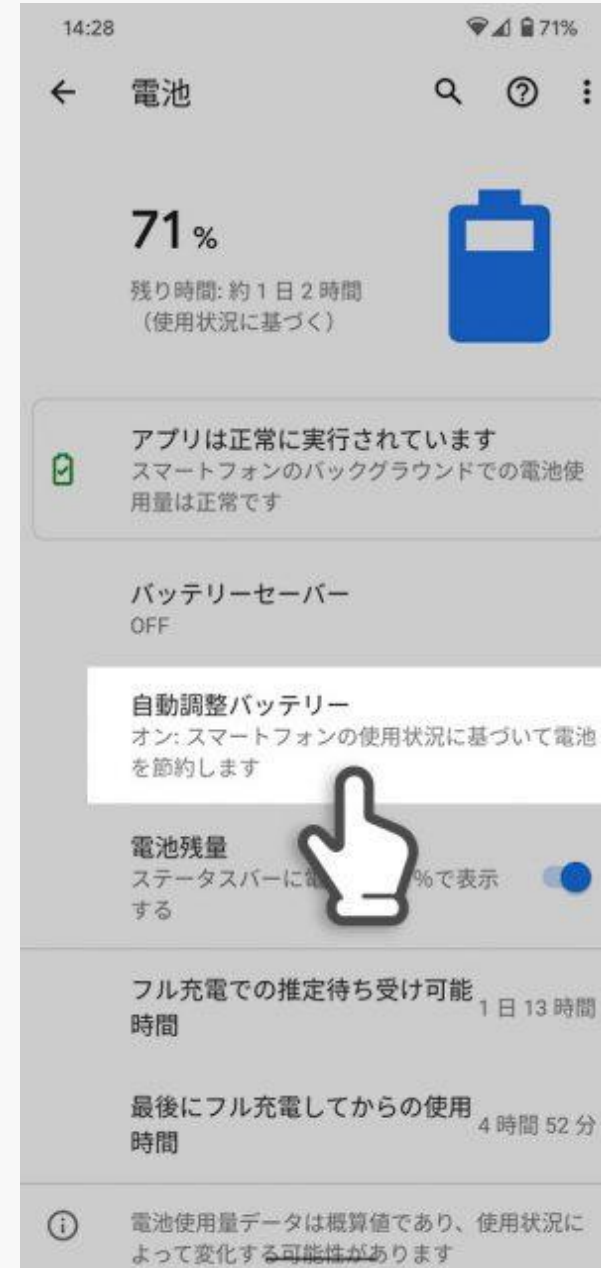 14:28 71%
電池
71 %
残り時間: 約 1 日 2 時間
（使用状況に基づく）
アプリは正常に実行されています
スマートフォンのバックグラウンドでの電池使
用量は正常です
バッテリーセーバー
OFF
自動調整バッテリー
オン: スマートフォンの使用状況に基づいて電池
を節約します
電池残量
ステータスバーに %で表示
する
フル充電での推定待ち受け可能
時間
1 日 13 時間
最後にフル充電してからの使用
時間
4 時間 52 分
電池使用量データは概算値であり、使用状況に
よって変化する可能性があります